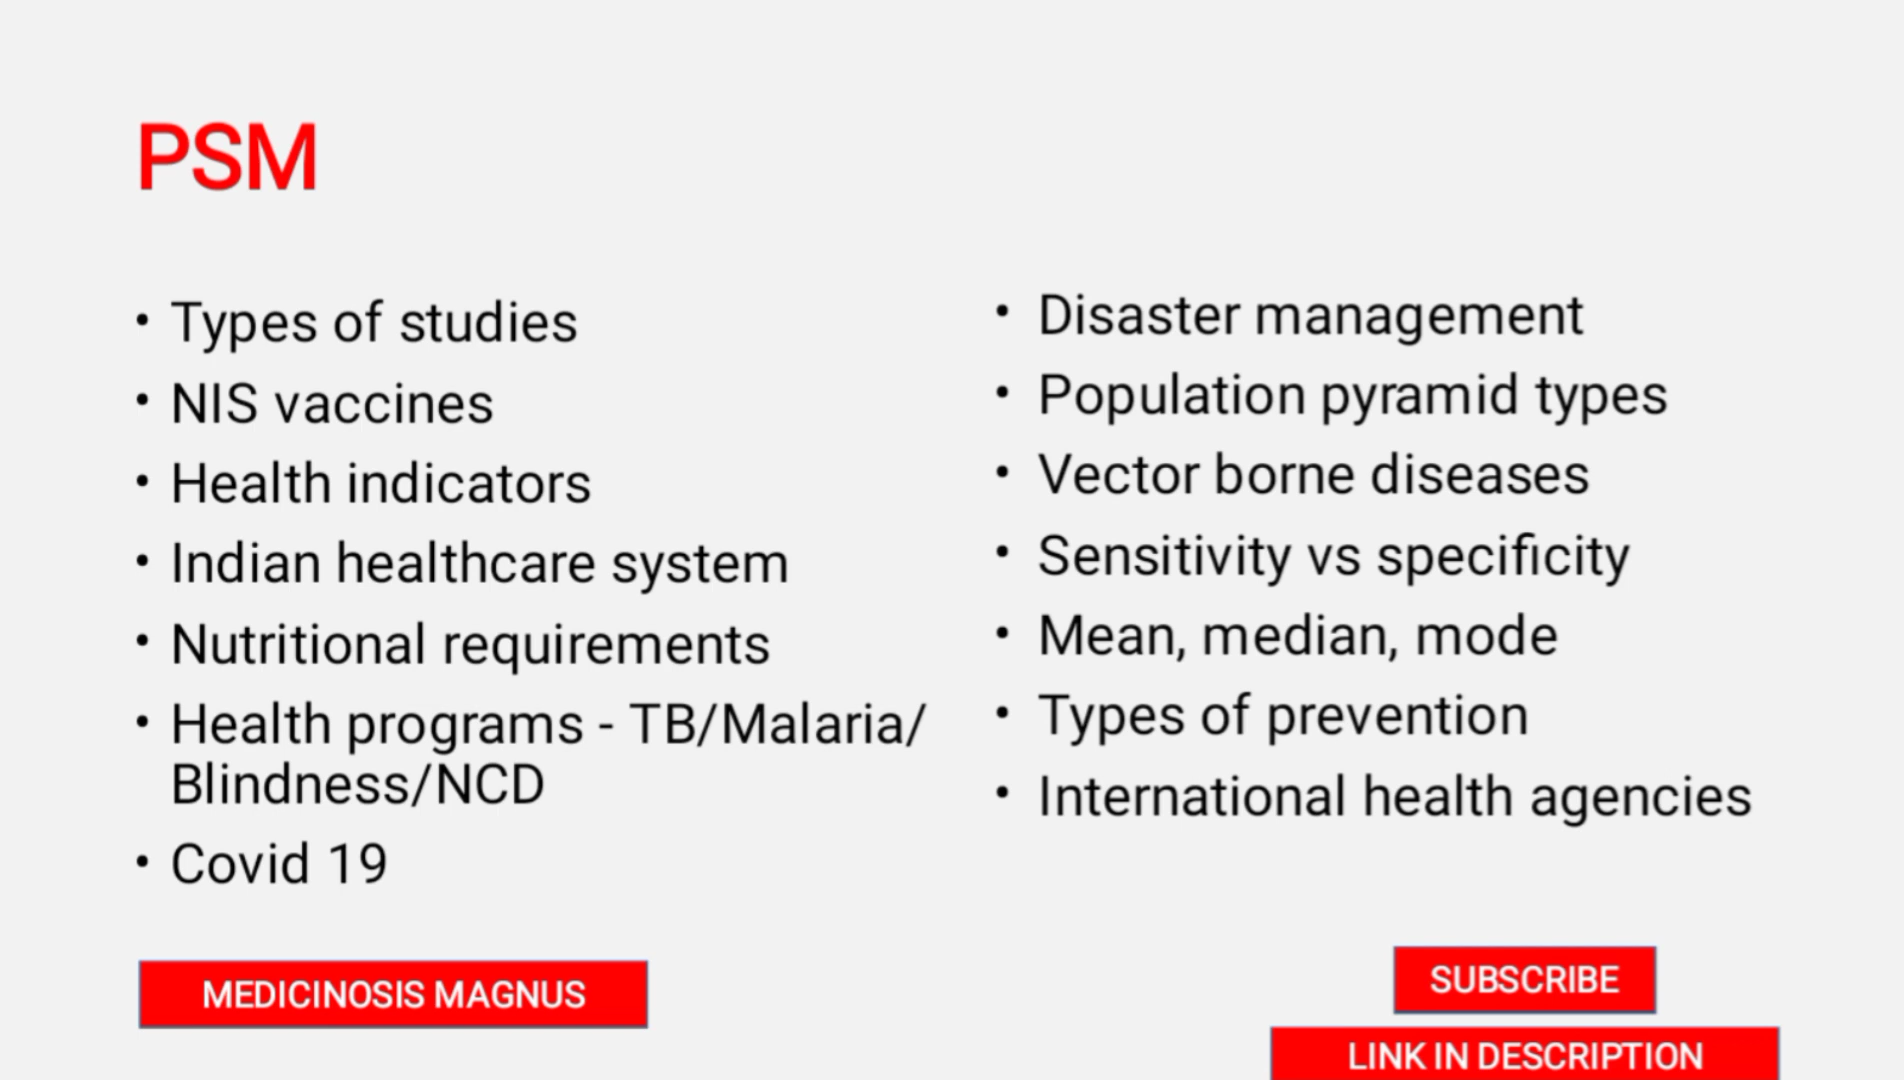 PSM
• Types of studies
• NIS vaccines
• Health indicators
• Indian healthcare system
• Nutritional requirements
• Health programs - TB/Malaria/
Blindness/NCD
• Covid 19
• Disaster management
• Population pyramid types
• Vector borne diseases
• Sensitivity vs specificity
• Mean, median, mode
• Types of prevention
• International health agencies
MEDICINOSIS MAGNUS
SUBSCRIBE
LINK IN DESCRIPTION